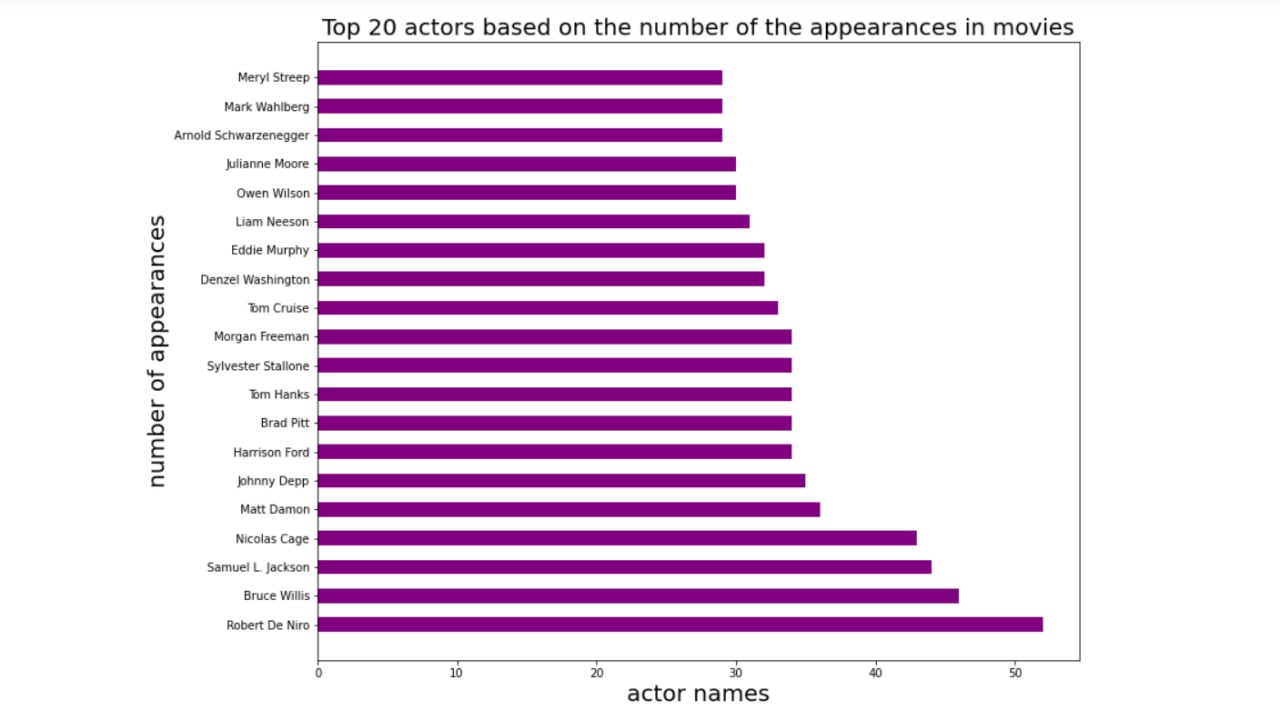 Top 20 actors based on the number of the appearances in movies
number of appearances
Meryl Streep
Mark Wahlberg
Arnold Schwarzenegger
Julianne Moore
Owen Wilson
Liam Neeson
Eddie Murphy
Denzel Washington
Tom Cruise
Morgan Freeman
Sylvester Stallone
Tom Hanks
Brad Pitt
Harrison Ford
Johnny Depp
Matt Damon
Nicolas Cage
Samuel L. Jackson
Bruce Willis
Robert De Niro
0 10 20 30 40 50
actor names